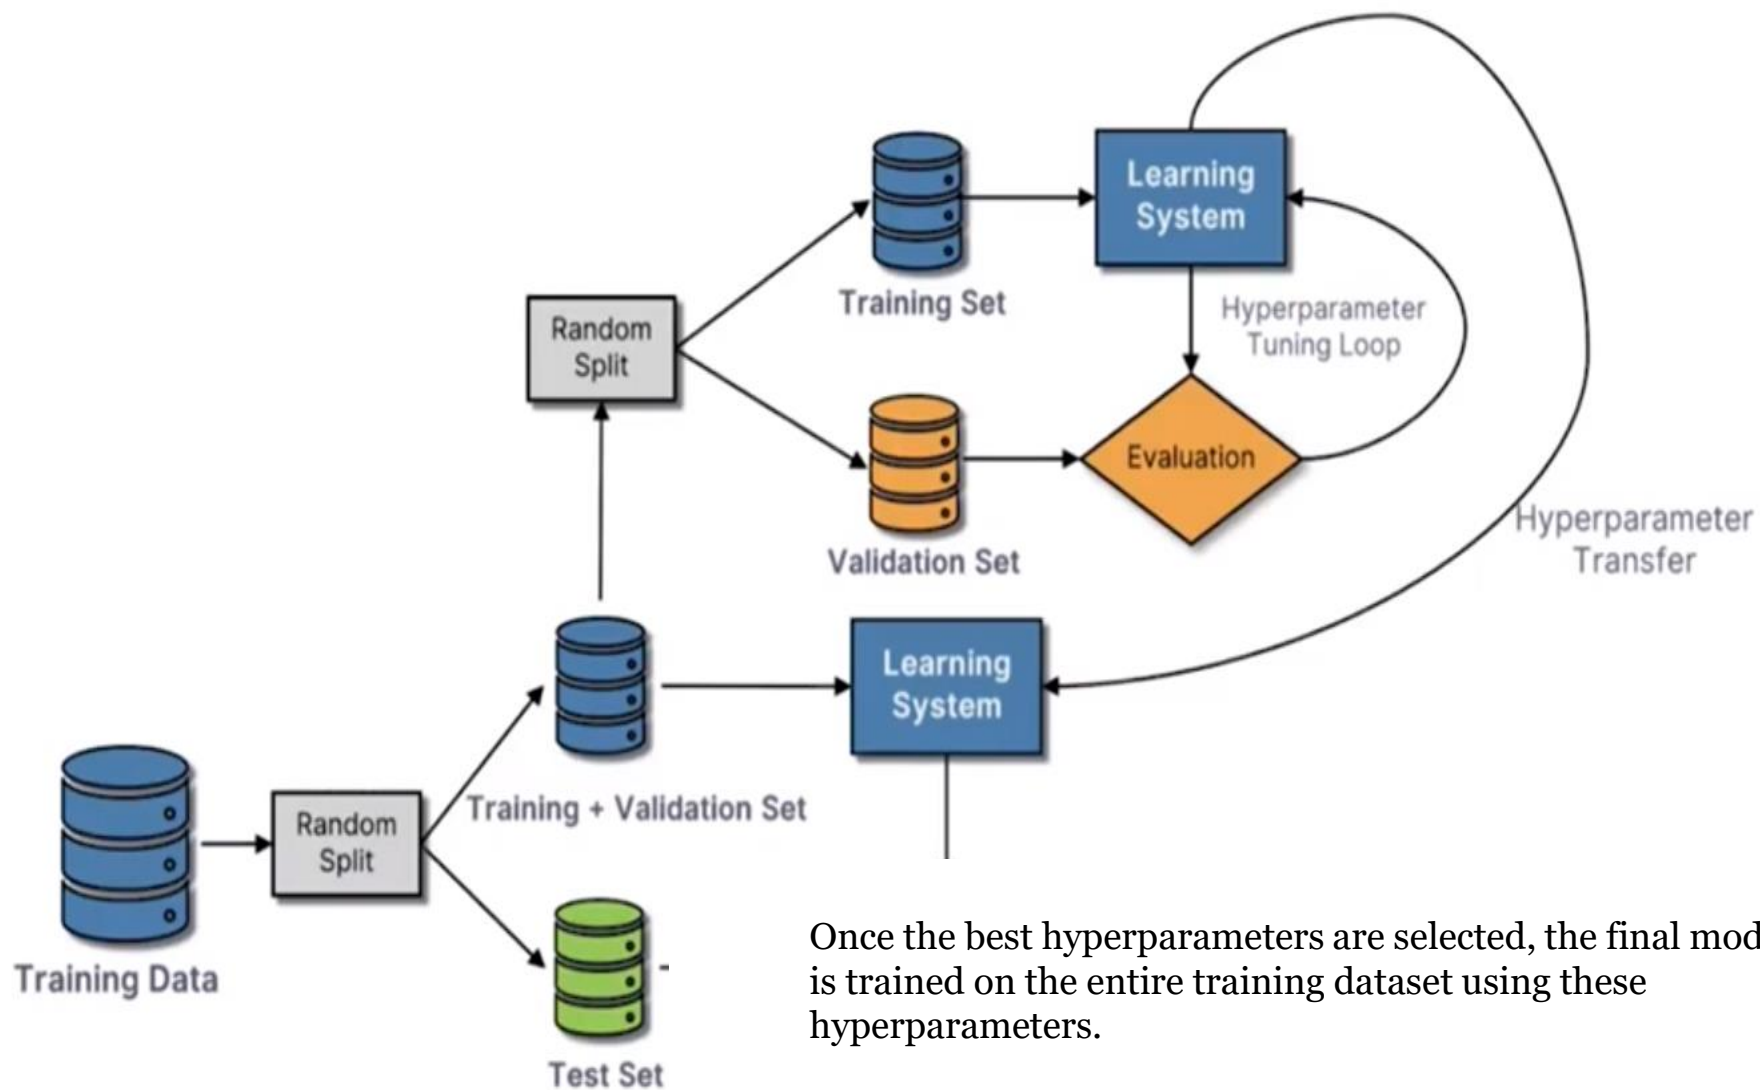 Learning
System
Training Set
Hyperparameter
Tuning Loop
Random
Split
Evaluation
Hyperparameter
Transfer
Validation Set
Learning
System
Training + Validation Set
Random
Split
Training Data
Test Set
Once the best hyperparameters are selected, the final mod
is trained on the entire training dataset using these
hyperparameters.